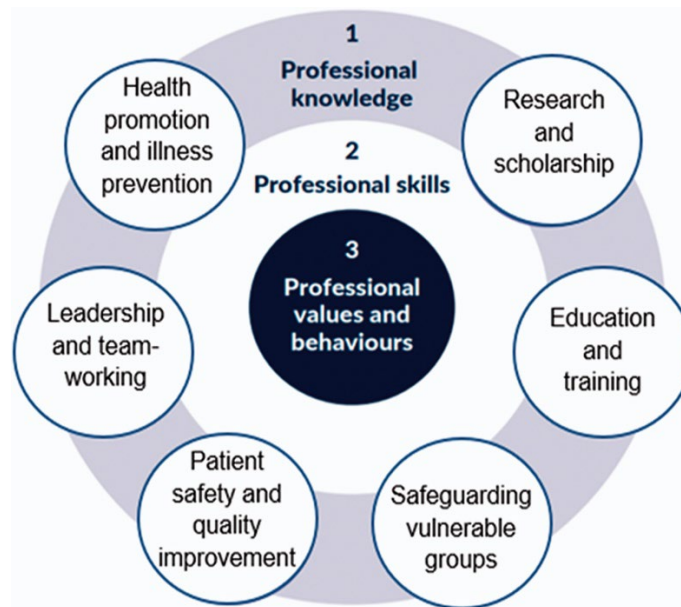 1
Professional
knowledge
2
Professional skills
3
Professional
values and
behaviours
Health
promotion
and illness
prevention
Research
and
scholarship
Leadership
and team-
working
Education
and
training
Patient
safety and
quality
improvement
Safeguarding
vulnerable
groups